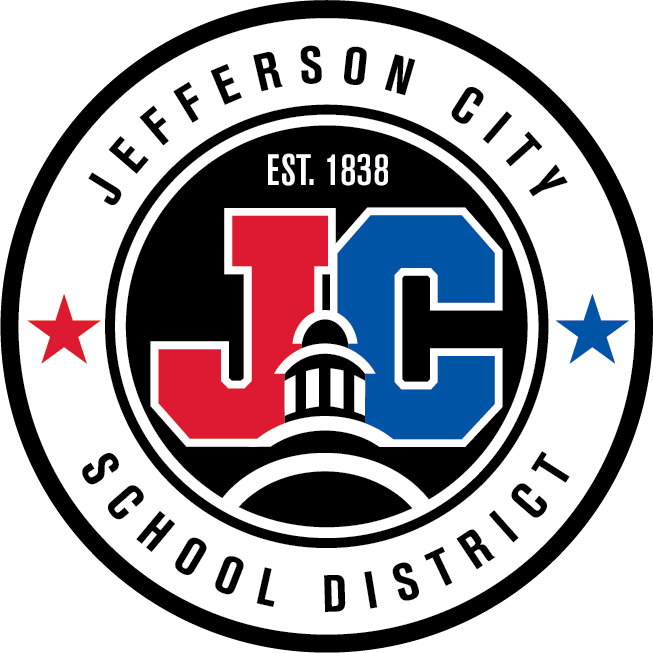 JEFFERSON CITY
EST. 1838
JC
SCHOOL DISTRICT